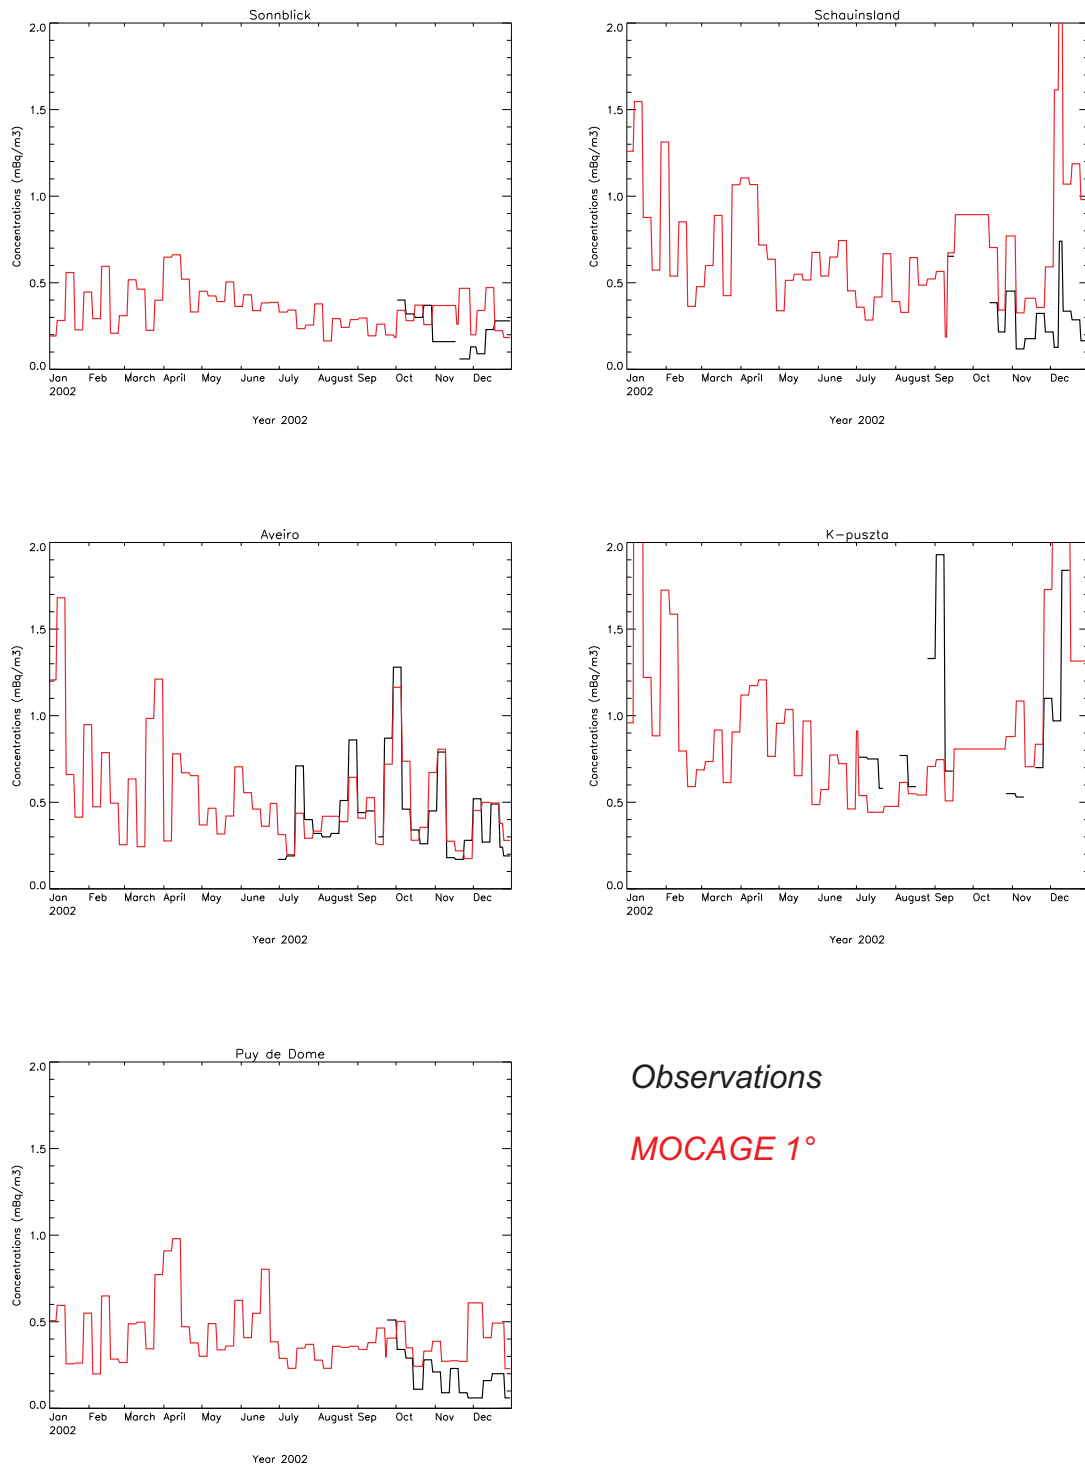 Sonnblick
2.0
1.5
1.0
0.5
0.0
Concentrations (mBq/m3)
Jan Feb March April May June July August Sep Oct Nov Dec
2002
Year 2002
Schauinsland
2.0
1.5
1.0
0.5
0.0
Concentrations (mBq/m3)
Jan Feb March April May June July August Sep Oct Nov Dec
2002
Year 2002
Aveiro
2.0
1.5
1.0
0.5
0.0
Concentrations (mBq/m3)
Jan Feb March April May June July August Sep Oct Nov Dec
2002
Year 2002
K-puszta
2.0
1.5
1.0
0.5
0.0
Concentrations (mBq/m3)
Jan Feb March April May June July August Sep Oct Nov Dec
2002
Year 2002
Puy de Dome
2.0
1.5
1.0
0.5
0.0
Concentrations (mBq/m3)
Jan Feb March April May June July August Sep Oct Nov Dec
2002
Year 2002
Observations
MOCAGE 1°